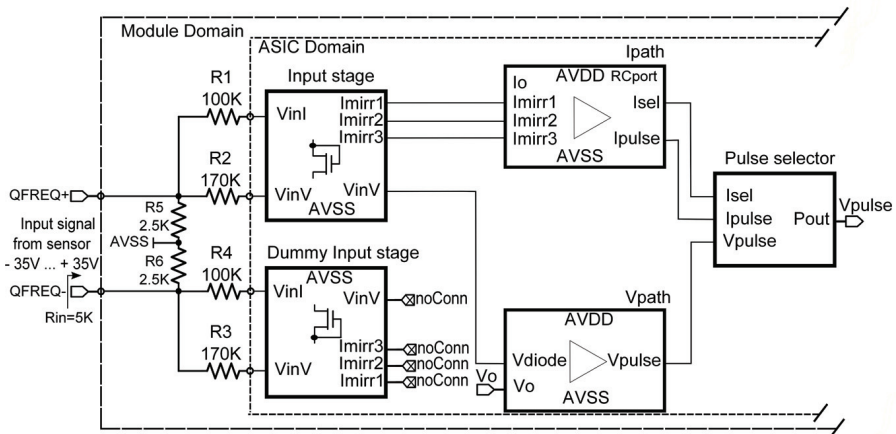 Module Domain
ASIC Domain
R1
100K
Input stage
VinI
Imirr1
Imirr2
Imirr3
VinV
VinV
AVSS
R2
170K
Ipath
AVDD RCport
Io
Imirr1
Imirr2
Imirr3
Isel
Ipulse
AVSS
Pulse selector
Isel
Ipulse
Vpulse
Pout
Vpulse
QFREQ+
R5
2.5K
Input signal
from sensor
- 35V ... + 35V
AVSS
R6
2.5K
QFREQ-
Rin=5K
R4
100K
R3
170K
Dummy Input stage
AVSS
VinI
VinV
noConn
Imirr3
noConn
Imirr2
noConn
VinV
Imirr1
noConn
Vpath
AVDD
Vdiode
Vpulse
Vo
Vo
AVSS